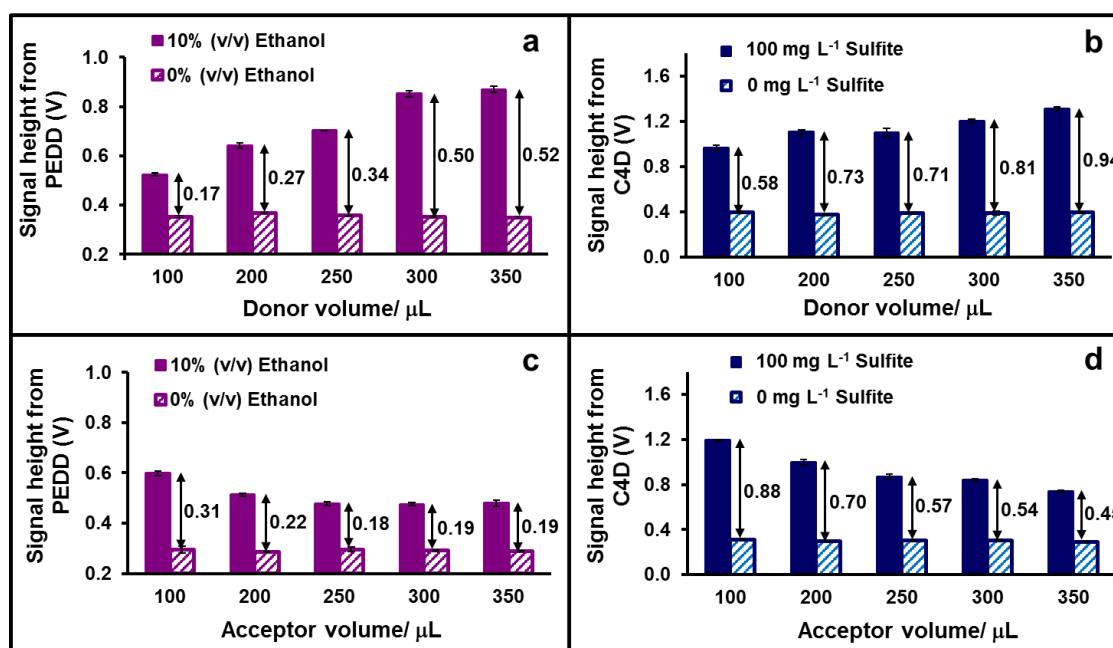 a
10% (v/v) Ethanol
0% (v/v) Ethanol
Signal height from
PEDD (V)
1.0
0.8
0.6
0.4
0.2
0.17
0.27
0.34
0.50
0.52
100 200 250 300 350
Donor volume/ μL
b
100 mg L⁻¹ Sulfite
0 mg L⁻¹ Sulfite
Signal height from
C4D (V)
1.6
1.2
0.8
0.4
0.0
0.58
0.73
0.71
0.81
0.94
100 200 250 300 350
Donor volume/ μL
c
10% (v/v) Ethanol
0% (v/v) Ethanol
Signal height from
PEDD (V)
1.0
0.8
0.6
0.4
0.2
0.31
0.22
0.18
0.19
0.19
100 200 250 300 350
Acceptor volume/ μL
d
100 mg L⁻¹ Sulfite
0 mg L⁻¹ Sulfite
Signal height from
C4D (V)
1.6
1.2
0.8
0.4
0.0
0.88
0.70
0.57
0.54
0.45
100 200 250 300 350
Acceptor volume/ μL